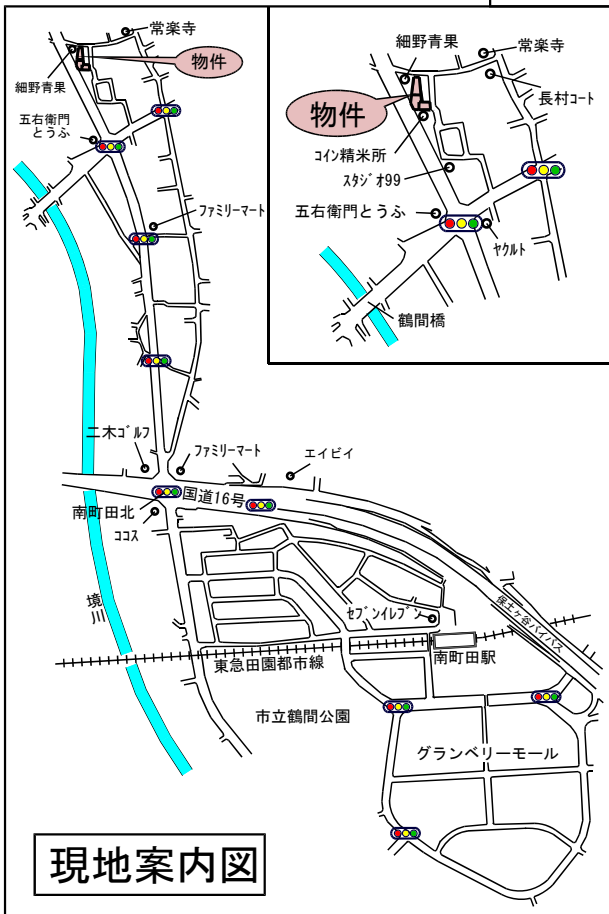 常楽寺
物件
細野青果
五右衛門
とうふ
ファミリーマート
二木ゴルフ
ファミリーマート
エイビイ
国道16号
南町田北
ココス
境川
セブンイレブン
保土ヶ谷バイパス
東急田園都市線
南町田駅
市立鶴間公園
グランベリーモール
現地案内図
細野青果
常楽寺
物件
長村コート
コイン精米所
スタジオ99
五右衛門とうふ
ヤクルト
鶴間橋